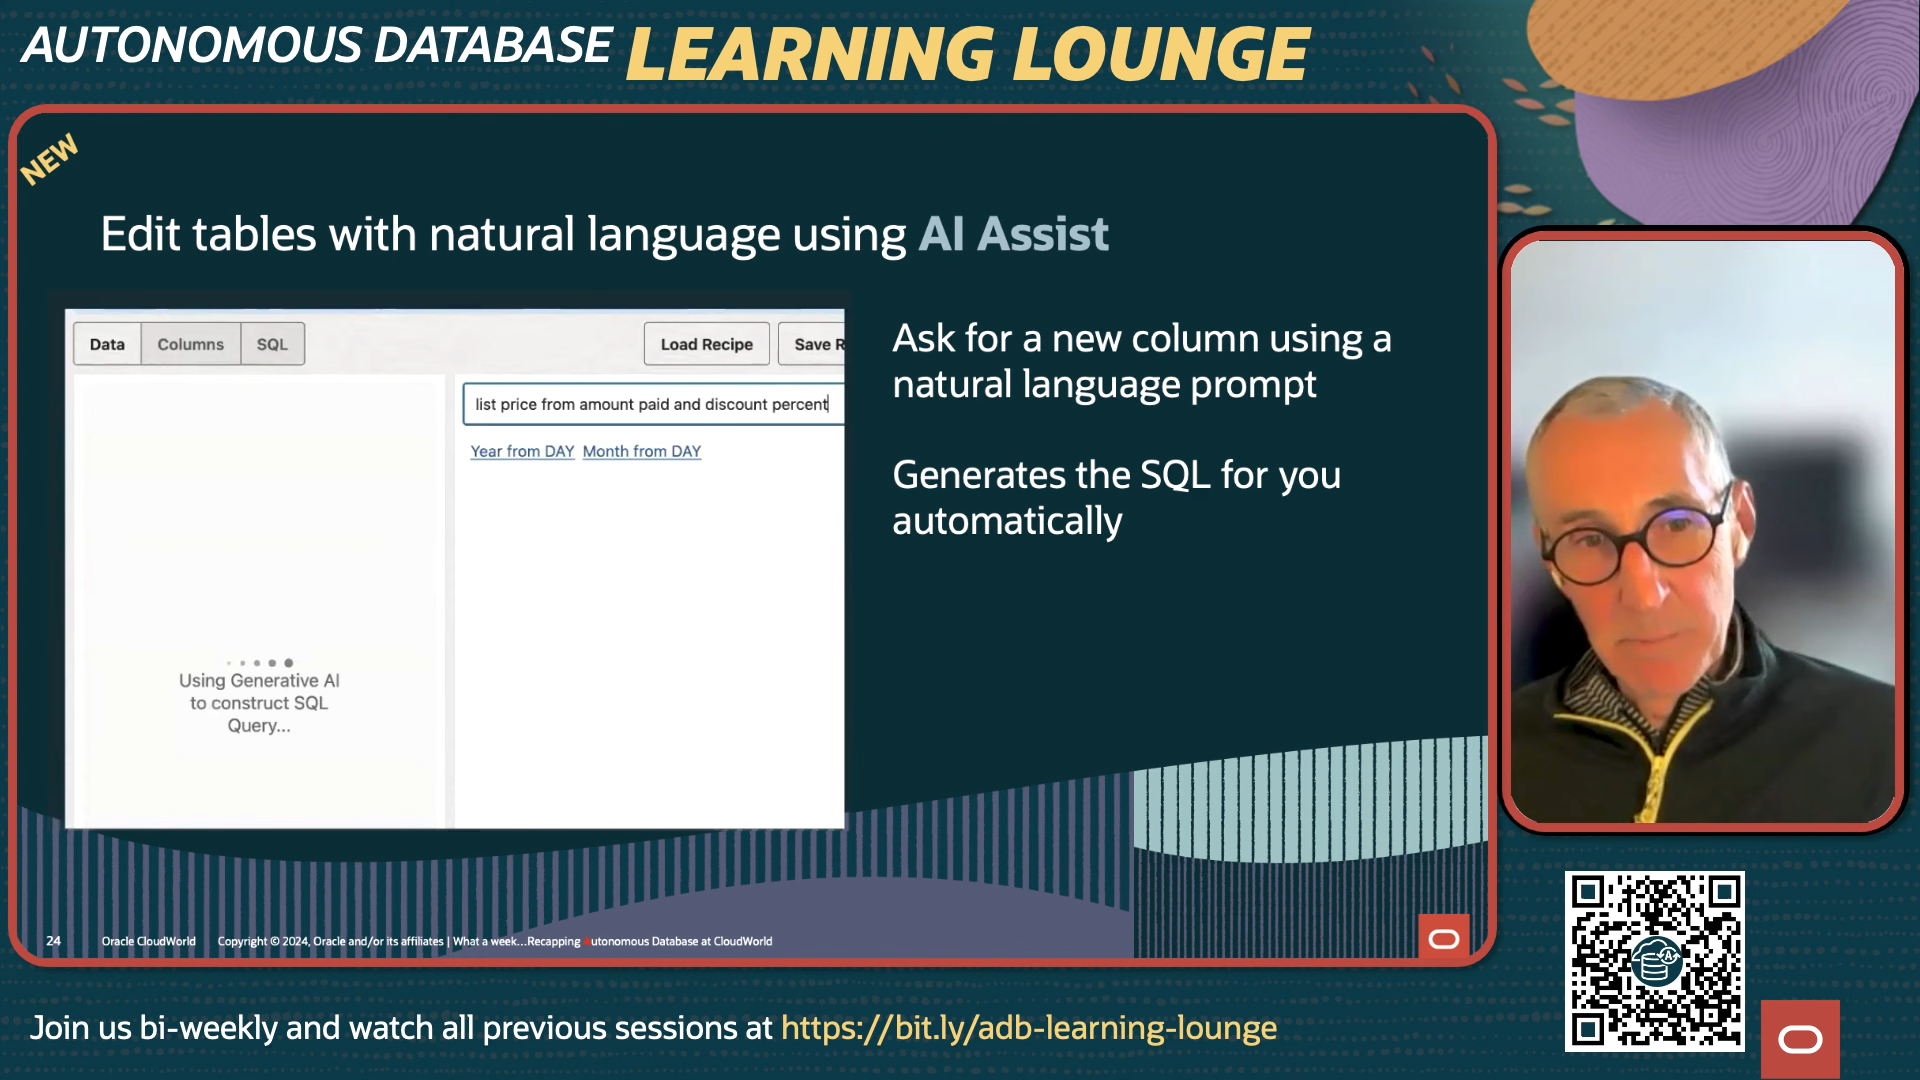 AUTONOMOUS DATABASE LEARNING LOUNGE
NEW
Edit tables with natural language using AI Assist
Data Columns SQL Load Recipe Save R
list price from amount paid and discount percent
Year from DAY Month from DAY
Using Generative AI
to construct SQL
Query...
Ask for a new column using a
natural language prompt
Generates the SQL for you
automatically
24 Oracle CloudWorld Copyright © 2024, Oracle and/or its affiliates | What a week...Recapping Autonomous Database at CloudWorld
A
Join us bi-weekly and watch all previous sessions at https://bit.ly/adb-learning-lounge